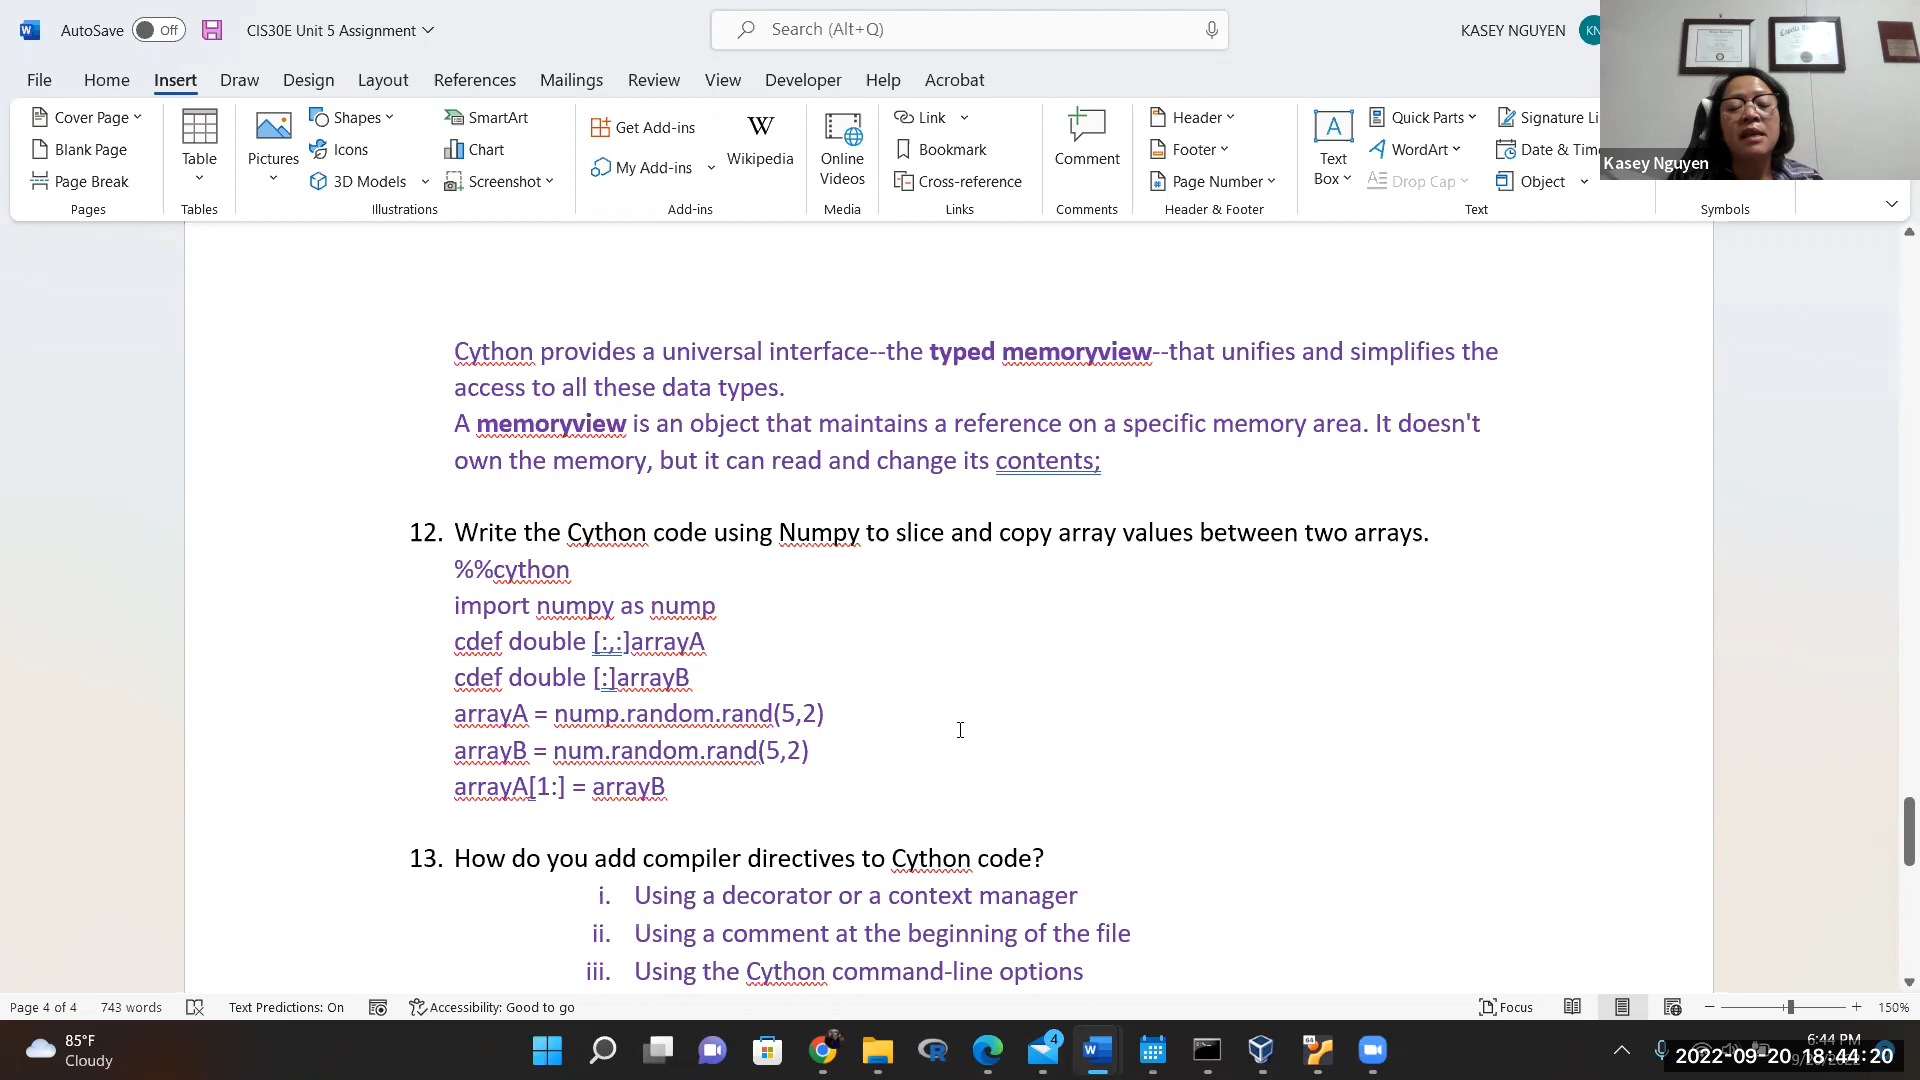 AutoSave Off CIS30E Unit 5 Assignment Search (Alt+Q) KASEY NGUYEN KN
File Home Insert Draw Design Layout References Mailings Review View Developer Help Acrobat
Cover Page
Blank Page
Page Break
Pages
Table
Tables
Pictures
Shapes
Icons
3D Models
SmartArt
Chart
Screenshot
Illustrations
Get Add-ins
My Add-ins
W
Wikipedia
Add-ins
Online
Videos
Media
Link
Bookmark
Cross-reference
Links
Comment
Comments
Header
Footer
Page Number
Header & Footer
A
Text
Box
Quick Parts
WordArt
Drop Cap
Signature Li
Date & Tim
Object
Text
Symbols
Kasey Nguyen
Cython provides a universal interface--the typed memoryview--that unifies and simplifies the
access to all these data types.
A memoryview is an object that maintains a reference on a specific memory area. It doesn't
own the memory, but it can read and change its contents;
12. Write the Cython code using Numpy to slice and copy array values between two arrays.
%%cython
import numpy as nump
cdef double [:,:]arrayA
cdef double [:]arrayB
arrayA = nump.random.rand(5,2)
arrayB = num.random.rand(5,2)
arrayA[1:] = arrayB
13. How do you add compiler directives to Cython code?
i. Using a decorator or a context manager
ii. Using a comment at the beginning of the file
iii. Using the Cython command-line options
Page 4 of 4 743 words Text Predictions: On Accessibility: Good to go Focus 150%
85°F
Cloudy
4
64
6:44 PM
2022-09-20 18:44:20